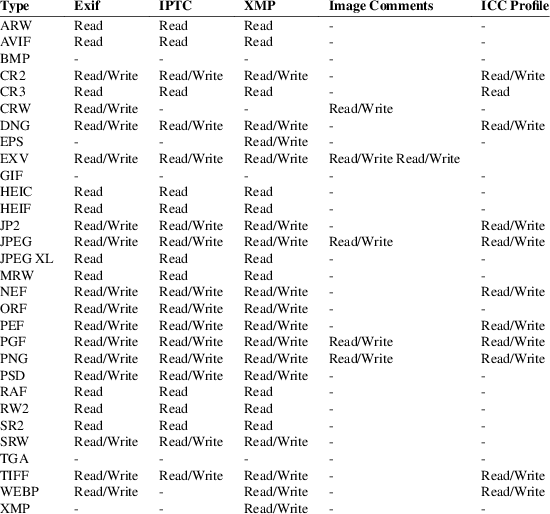 Type Exif IPTC XMP Image Comments ICC Profile
ARW Read Read Read - -
AVIF Read Read Read - -
BMP - - - - -
CR2 Read/Write Read/Write Read/Write - Read/Write
CR3 Read Read Read - Read
CRW Read/Write - - Read/Write
DNG Read/Write Read/Write Read/Write - Read/Write
EPS - - Read/Write - -
EXV Read/Write Read/Write Read/Write Read/Write Read/Write
GIF - - - - -
HEIC Read Read Read - -
HEIF Read Read Read - -
JP2 Read/Write Read/Write Read/Write - Read/Write
JPEG Read/Write Read/Write Read/Write Read/Write Read/Write
JPEG XL Read Read Read - -
MRW Read Read Read - -
NEF Read/Write Read/Write Read/Write - Read/Write
ORF Read/Write Read/Write Read/Write - -
PEF Read/Write Read/Write Read/Write - Read/Write
PGF Read/Write Read/Write Read/Write Read/Write Read/Write
PNG Read/Write Read/Write Read/Write Read/Write Read/Write
PSD Read/Write Read/Write Read/Write - -
RAF Read Read Read - -
RW2 Read Read Read - -
SR2 Read Read Read - -
SRW Read/Write Read/Write Read/Write - -
TGA - - - - -
TIFF Read/Write Read/Write Read/Write - Read/Write
WEBP Read/Write - Read/Write - Read/Write
XMP - - Read/Write - -